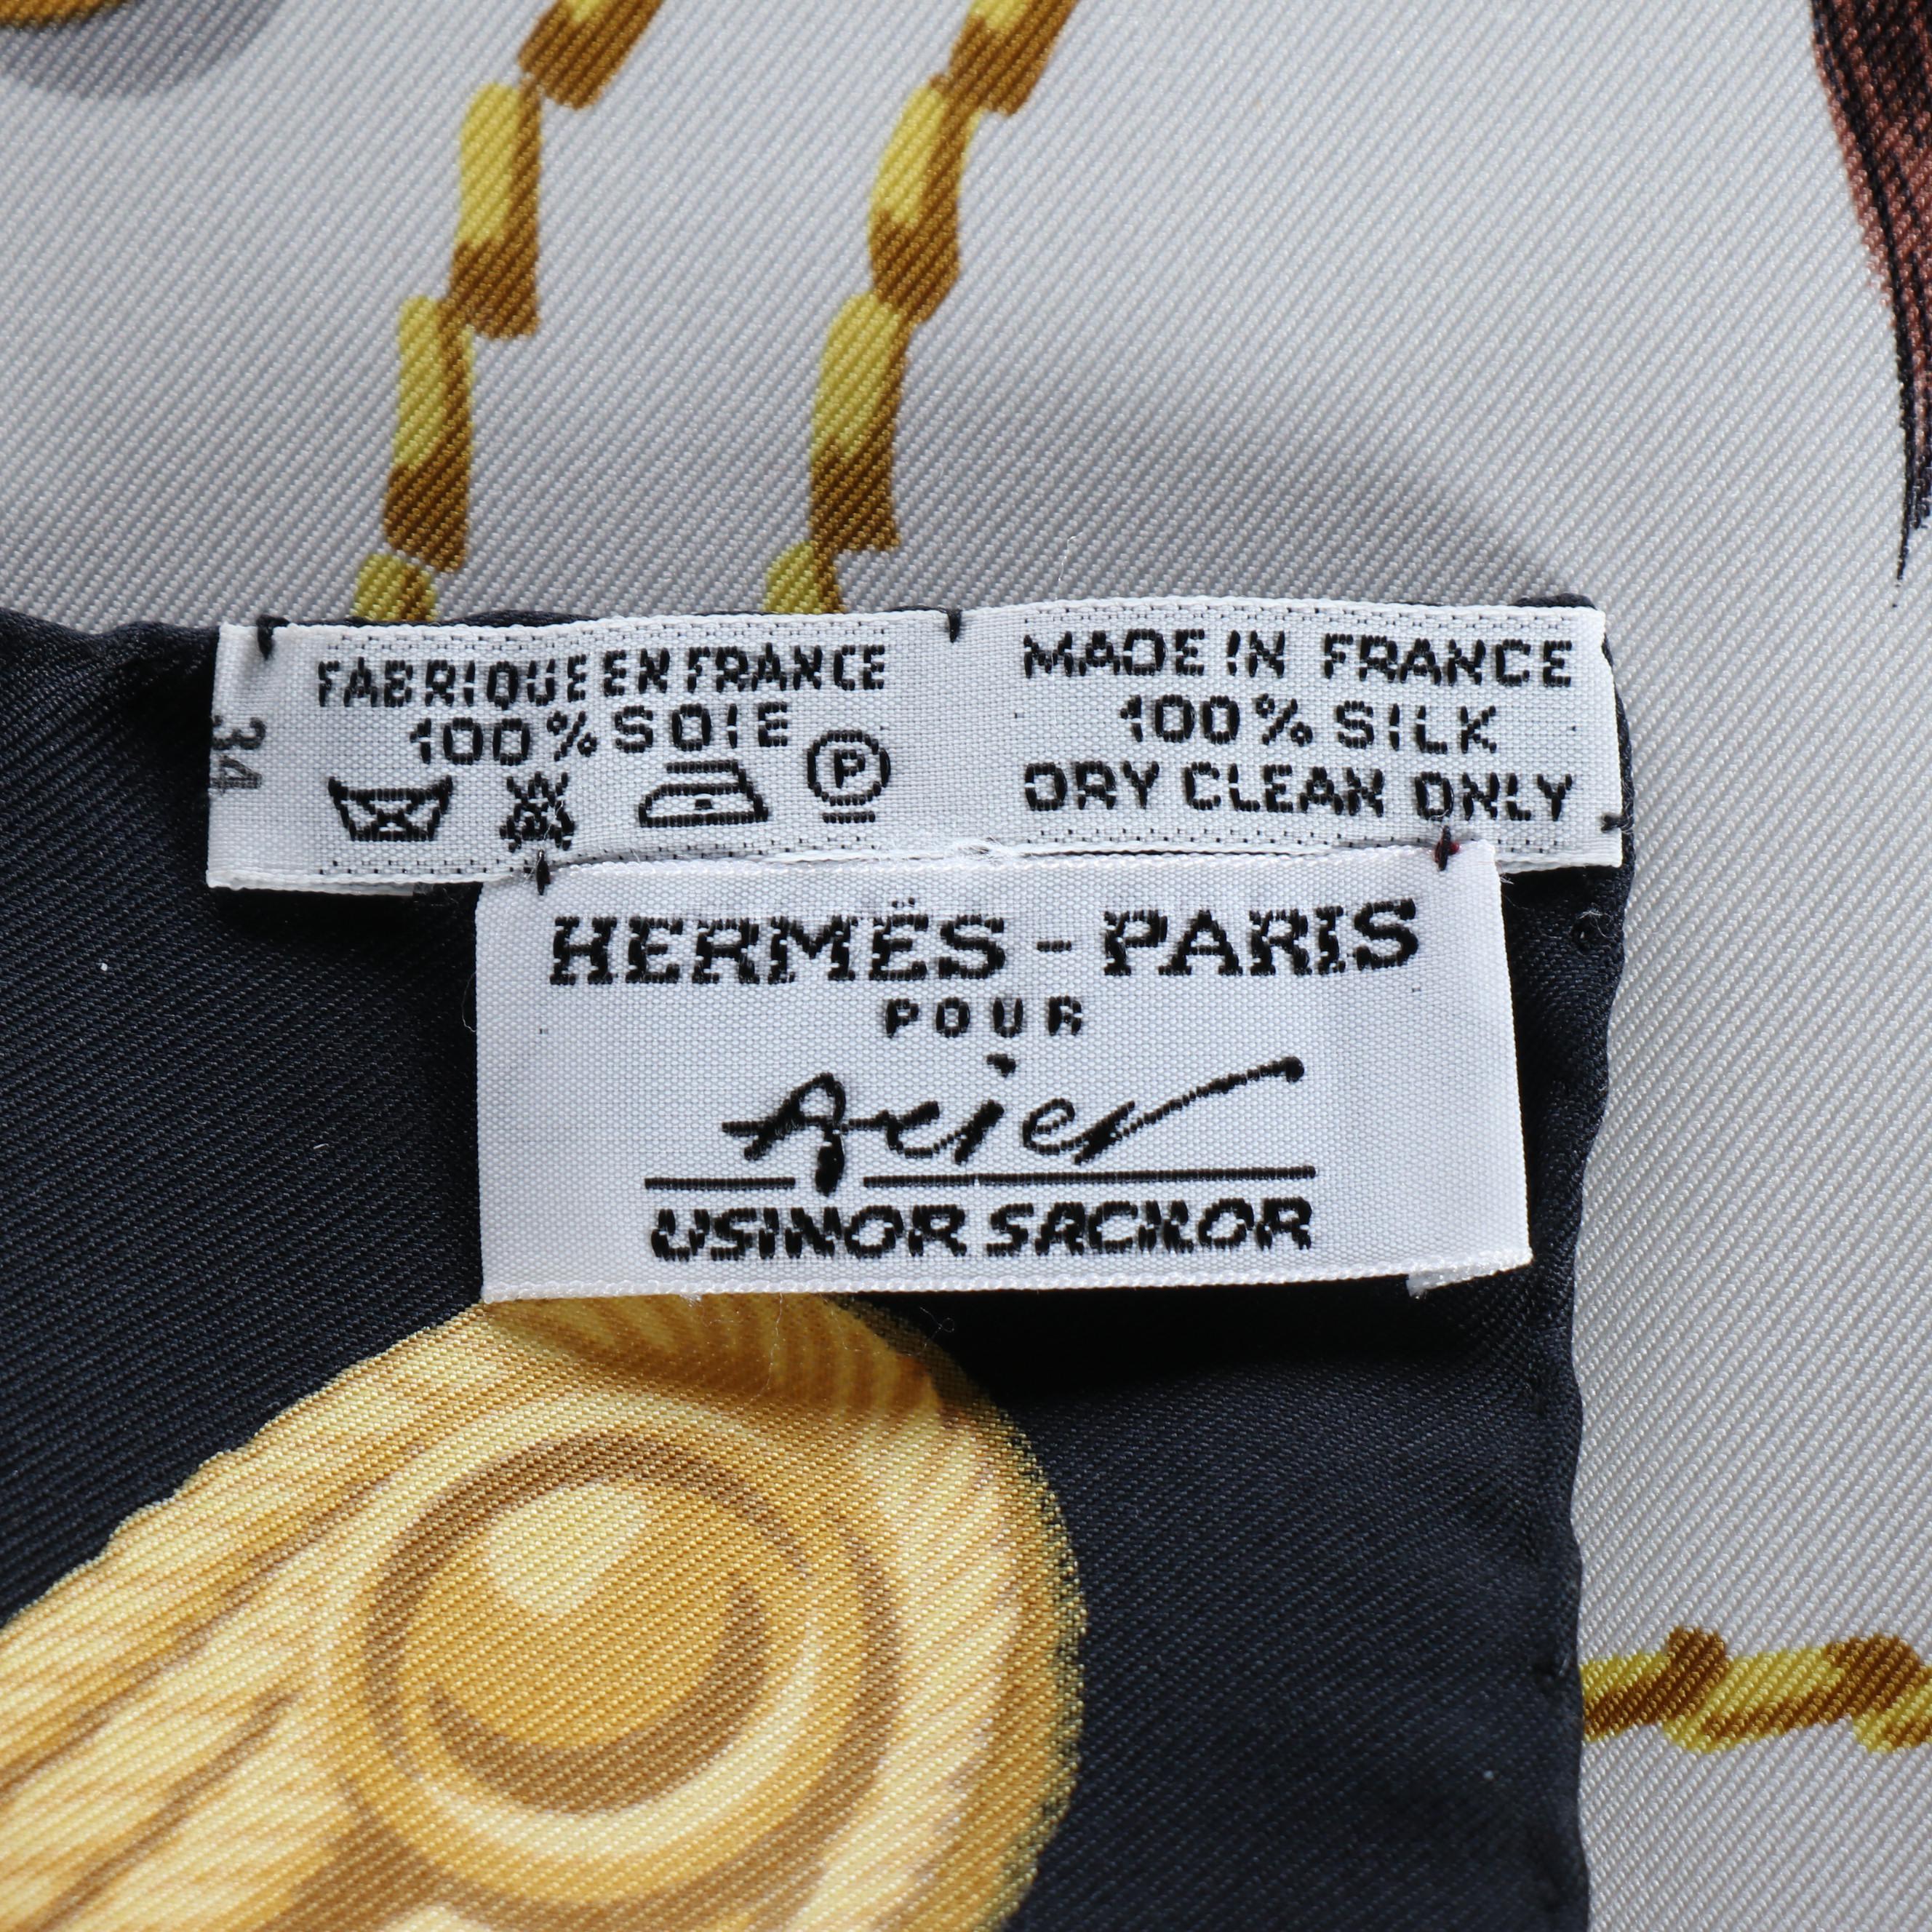 FABRIQUE EN FRANCE
100% SOIE
P
34
MADE IN FRANCE
100% SILK
DRY CLEAN ONLY
HERMËS - PARIS
POUR
Acier
USINOR SACILOR